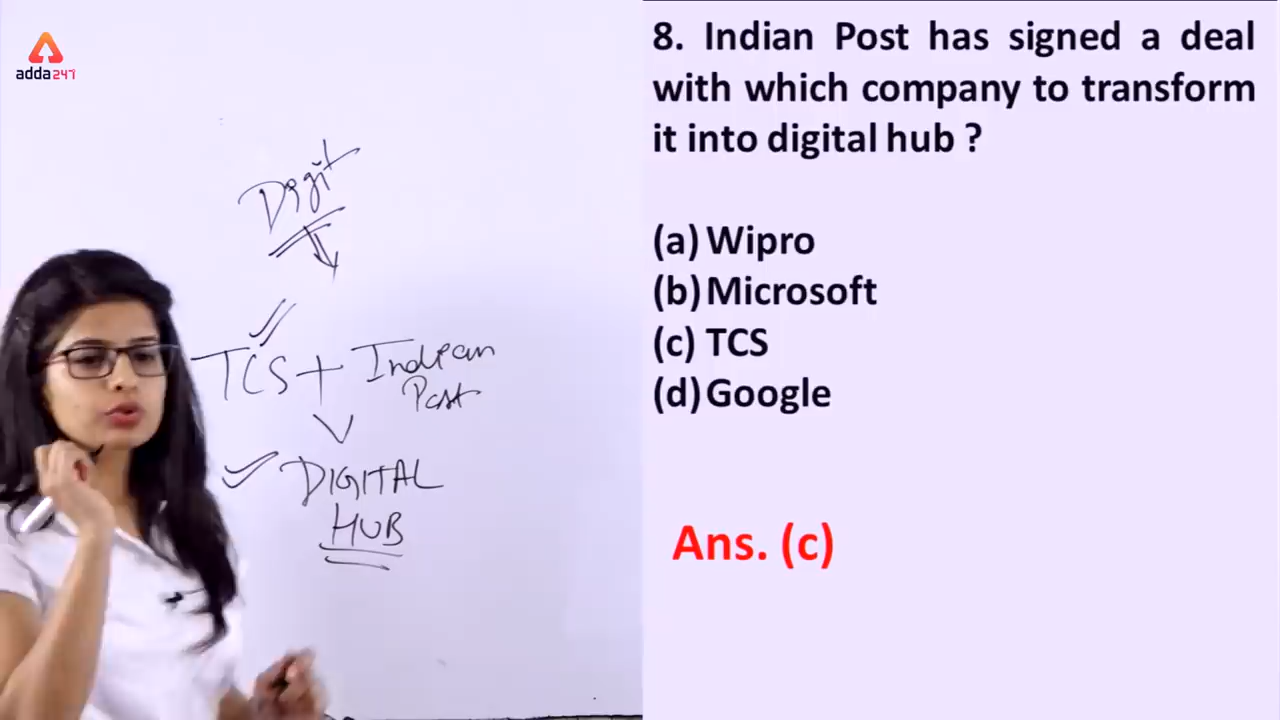 adda247
Digit
TCS + Indian
Post
DIGITAL
HUB
8. Indian Post has signed a deal
with which company to transform
it into digital hub ?
(a) Wipro
(b) Microsoft
(c) TCS
(d) Google
Ans. (c)